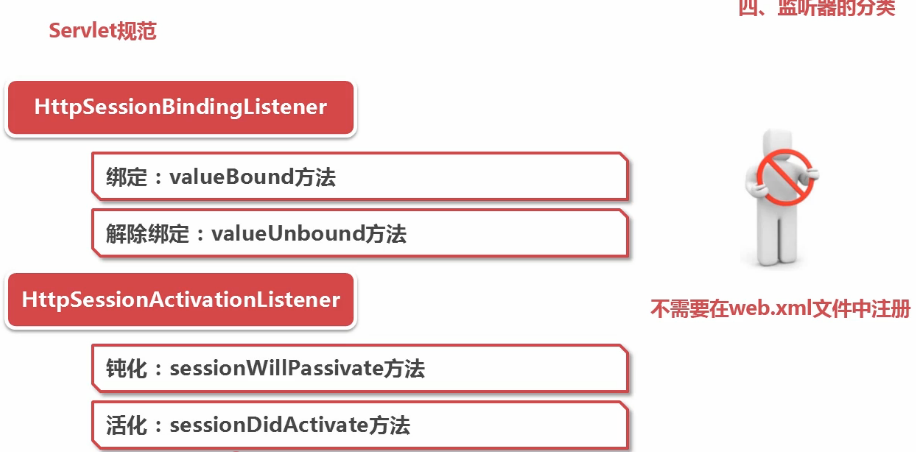 四、监听器的分类
Servlet规范
HttpSessionBindingListener
绑定：valueBound方法
解除绑定：valueUnbound方法
HttpSessionActivationListener
不需要在web.xml文件中注册
钝化：sessionWillPassivate方法
活化：sessionDidActivate方法